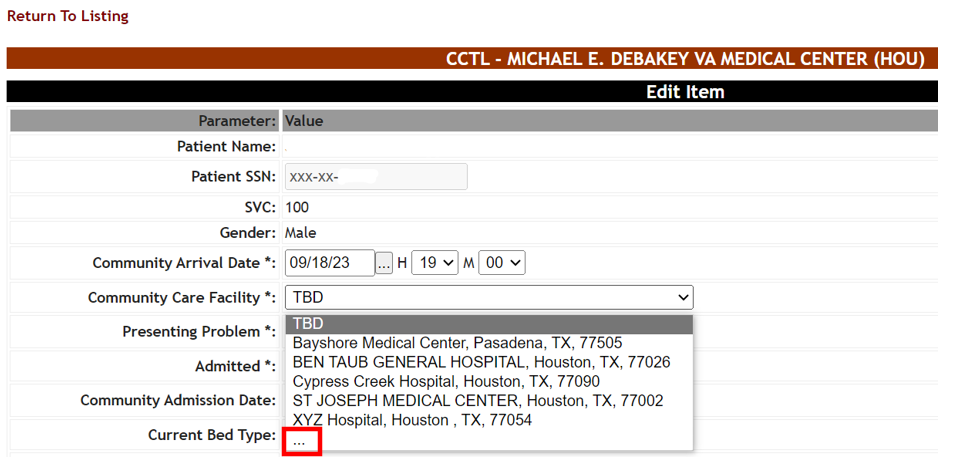 Return To Listing
CCTL - MICHAEL E. DEBAKEY VA MEDICAL CENTER (HOU)
Edit Item
Parameter: Value
Patient Name:
Patient SSN: xxx-xx-
SVC: 100
Gender: Male
Community Arrival Date *: 09/18/23 ... H 19 M 00
Community Care Facility *: TBD
TBD
Presenting Problem *:
Bayshore Medical Center, Pasadena, TX, 77505
BEN TAUB GENERAL HOSPITAL, Houston, TX, 77026
Admitted *:
Cypress Creek Hospital, Houston, TX, 77090
Community Admission Date:
ST JOSEPH MEDICAL CENTER, Houston, TX, 77002
XYZ Hospital, Houston , TX, 77054
Current Bed Type:
...